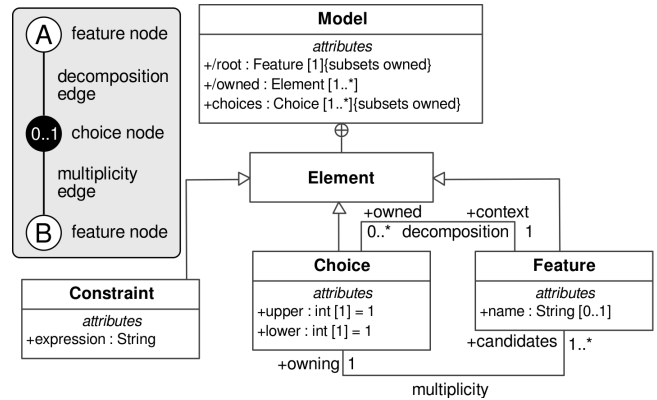 A feature node
decomposition
edge
0..1 choice node
multiplicity
edge
B feature node
Model
attributes
+/root : Feature [1]{subsets owned}
+/owned : Element [1..*]
+choices : Choice [1..*]{subsets owned}
Element
+owned +context
0..* decomposition 1
Constraint
attributes
+expression : String
Choice
attributes
+upper : int [1] = 1
+lower : int [1] = 1
Feature
attributes
+name : String [0..1]
+owning 1
+candidates 1..*
multiplicity